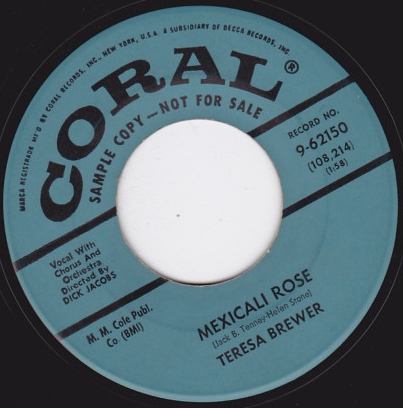 MARCA REGISTRADA MF'D BY CORAL RECORDS, INC., NEW YORK, U.S.A. A SUBSIDIARY OF DECCA RECORDS, INC.
CORAL®
SAMPLE COPY—NOT FOR SALE
RECORD NO.
9-62150
(108,214)
(1:58)
Vocal With
Chorus And
Orchestra
Directed By
DICK JACOBS
M. M. Cole Publ.
Co. (BMI)
MEXICALI ROSE
(Jack B. Tenney-Helen Stone)
TERESA BREWER